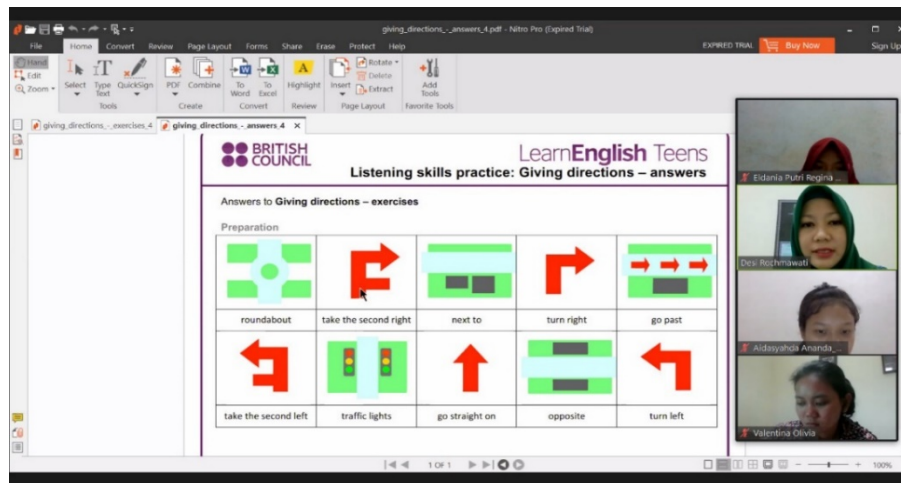 giving_directions_-_answers_4.pdf - Nitro Pro (Expired Trial)
File Home Convert Review Page Layout Forms Share Erase Protect Help
EXPIRED TRIAL Buy Now Sign Up
Hand
Edit
Zoom
Select Type Text QuickSign
PDF Combine
To Word To Excel
Highlight
Insert Rotate Delete Extract
Add Tools
Tools Create Convert Review Page Layout Favorite Tools
giving_directions_-_exercises_4 giving_directions_-_answers_4 X
BRITISH COUNCIL
LearnEnglish Teens
Listening skills practice: Giving directions – answers
Answers to Giving directions – exercises
Preparation
roundabout take the second right next to turn right go past
take the second left traffic lights go straight on opposite turn left
Eldania Putri Regina ...
Desi Rochmawati
Aidasyahda Ananda_...
Valentina Olivia
1 OF 1
100%